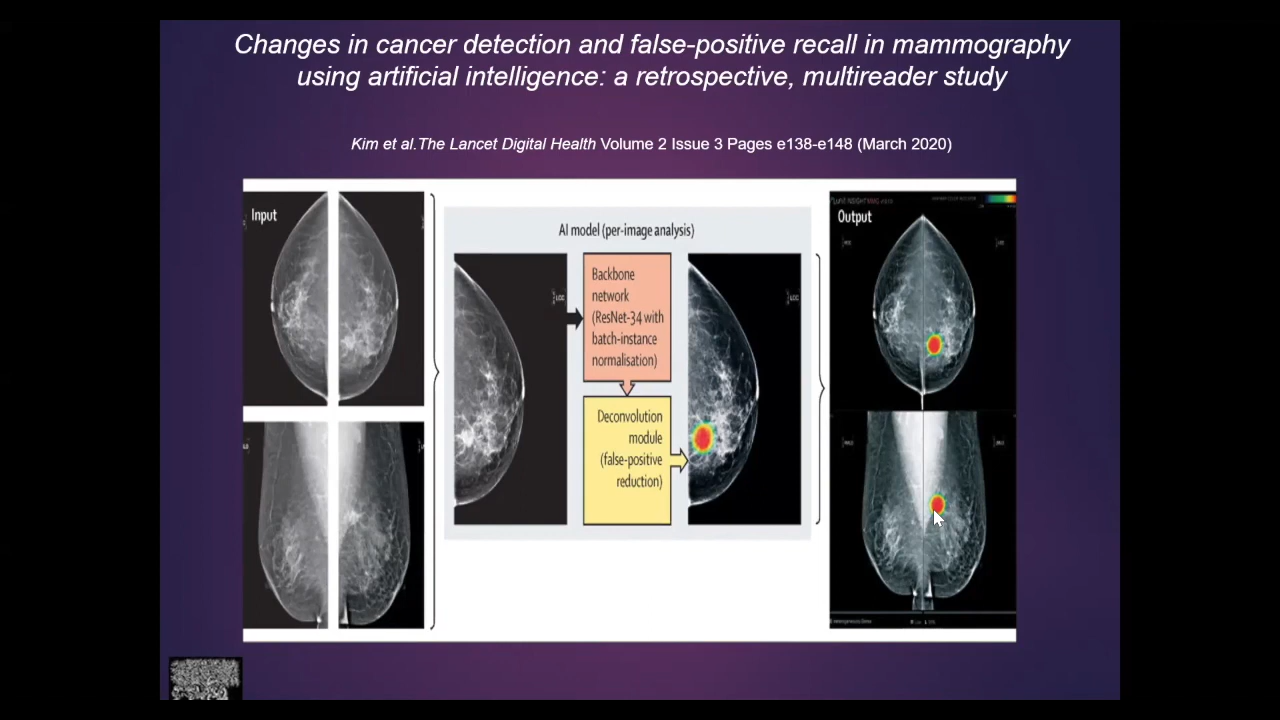 Changes in cancer detection and false-positive recall in mammography
using artificial intelligence: a retrospective, multireader study
Kim et al.The Lancet Digital Health Volume 2 Issue 3 Pages e138-e148 (March 2020)
Input
AI model (per-image analysis)
Backbone
network
(ResNet-34 with
batch-instance
normalisation)
Deconvolution
module
(false-positive
reduction)
LCC
LCC
Output